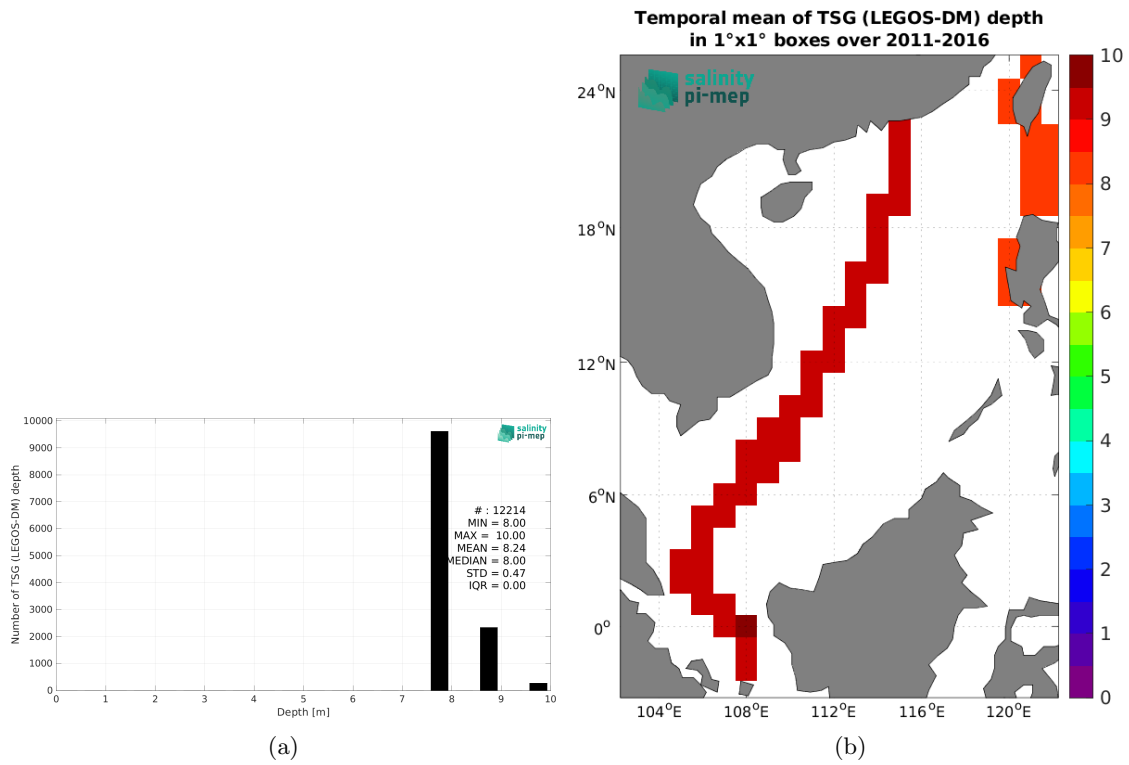 10000
9000
8000
7000
6000
5000
4000
3000
2000
1000
0
Number of TSG (LEGOS-DM) depth
salinity
pi-mep
# : 12214
MIN = 8.00
MAX = 10.00
MEAN = 8.24
MEDIAN = 8.00
STD = 0.47
IQR = 0.00
0 1 2 3 4 5 6 7 8 9 10
Depth [m]
(a)
Temporal mean of TSG (LEGOS-DM) depth
in 1°x1° boxes over 2011-2016
salinity
pi-mep
24°N
18°N
12°N
6°N
0°
104°E 108°E 112°E 116°E 120°E
10
9
8
7
6
5
4
3
2
1
0
(b)